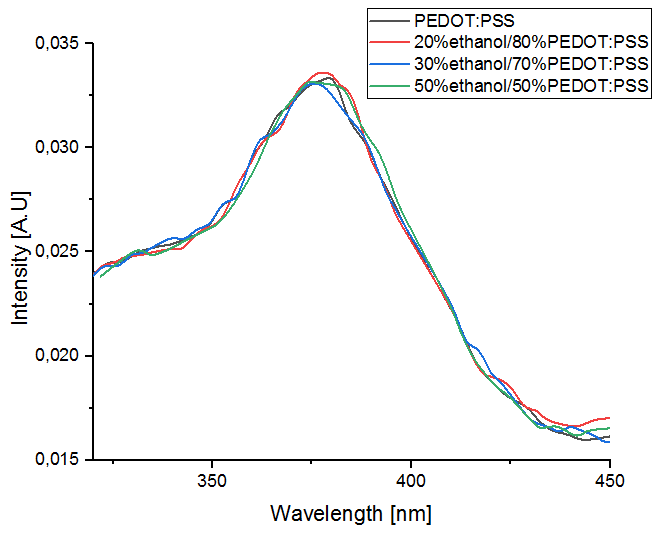 PEDOT:PSS
20%ethanol/80%PEDOT:PSS
30%ethanol/70%PEDOT:PSS
50%ethanol/50%PEDOT:PSS
0,035
0,030
0,025
0,020
0,015
Intensity [A.U]
350
400
450
Wavelength [nm]